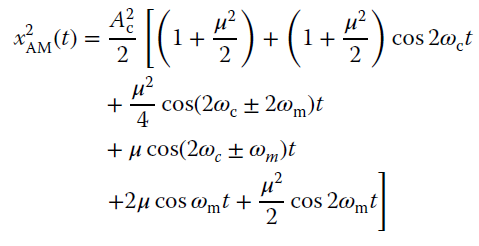 x²_AM(t) = A_c²/2 [(1 + μ²/2) + (1 + μ²/2) cos 2ω_c t
+ μ²/4 cos(2ω_c ± 2ω_m)t
+ μ cos(2ω_c ± ω_m)t
+2μ cos ω_m t + μ²/2 cos 2ω_m t]